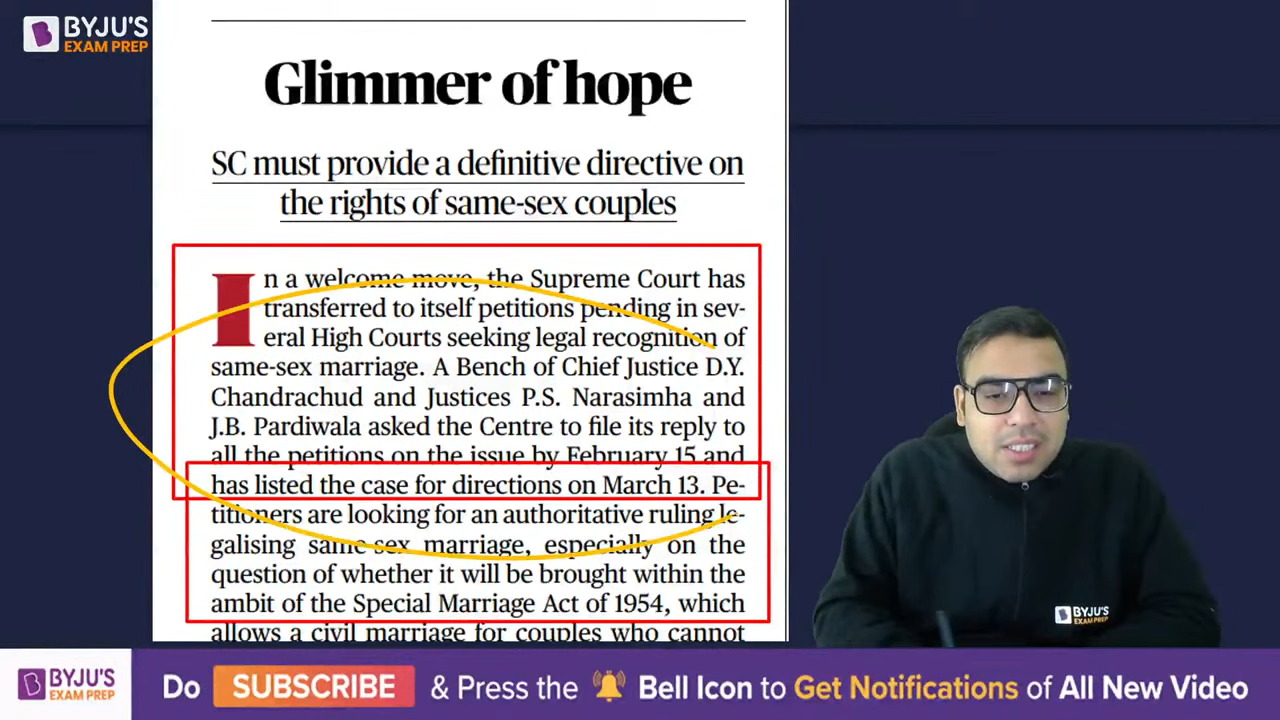 BYJU'S
EXAM PREP
Glimmer of hope
SC must provide a definitive directive on
the rights of same-sex couples
In a welcome move, the Supreme Court has
transferred to itself petitions pending in sev-
eral High Courts seeking legal recognition of
same-sex marriage. A Bench of Chief Justice D.Y.
Chandrachud and Justices P.S. Narasimha and
J.B. Pardiwala asked the Centre to file its reply to
all the petitions on the issue by February 15 and
has listed the case for directions on March 13. Pe-
titioners are looking for an authoritative ruling le-
galising same-sex marriage, especially on the
question of whether it will be brought within the
ambit of the Special Marriage Act of 1954, which
allows a civil marriage for couples who cannot
BYJU'S
EXAM PREP
BYJU'S
EXAM PREP
Do SUBSCRIBE & Press the Bell Icon to Get Notifications of All New Video